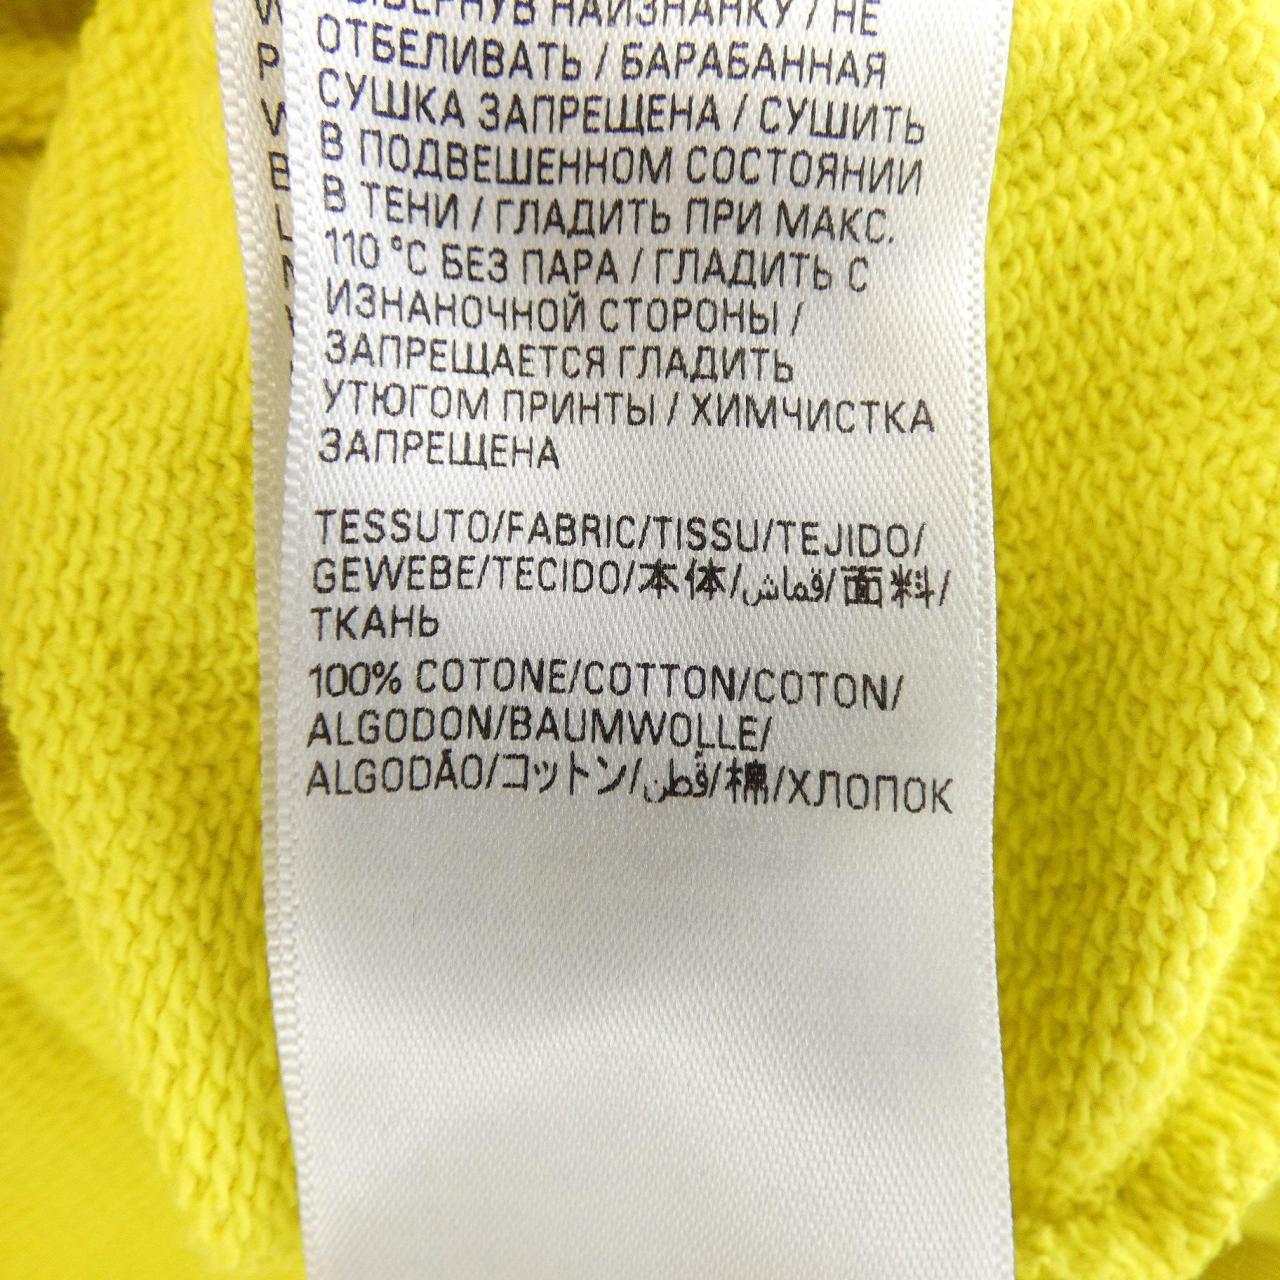 НАИЗНАНКУ / НЕ
ОТБЕЛИВАТЬ / БАРАБАННАЯ
СУШКА ЗАПРЕЩЕНА / СУШИТЬ
В ПОДВЕШЕННОМ СОСТОЯНИИ
В ТЕНИ / ГЛАДИТЬ ПРИ МАКС.
110 °C БЕЗ ПАРА / ГЛАДИТЬ С
ИЗНАНОЧНОЙ СТОРОНЫ /
ЗАПРЕЩАЕТСЯ ГЛАДИТЬ
УТЮГОМ ПРИНТЫ / ХИМЧИСТКА
ЗАПРЕЩЕНА
TESSUTO/FABRIC/TISSU/TEJIDO/
GEWEBE/TECIDO/本体/قماش/面料/
ТКАНЬ
100% COTONE/COTTON/COTON/
ALGODON/BAUMWOLLE/
ALGODÃO/コットン/قطن/棉/ХЛОПОК